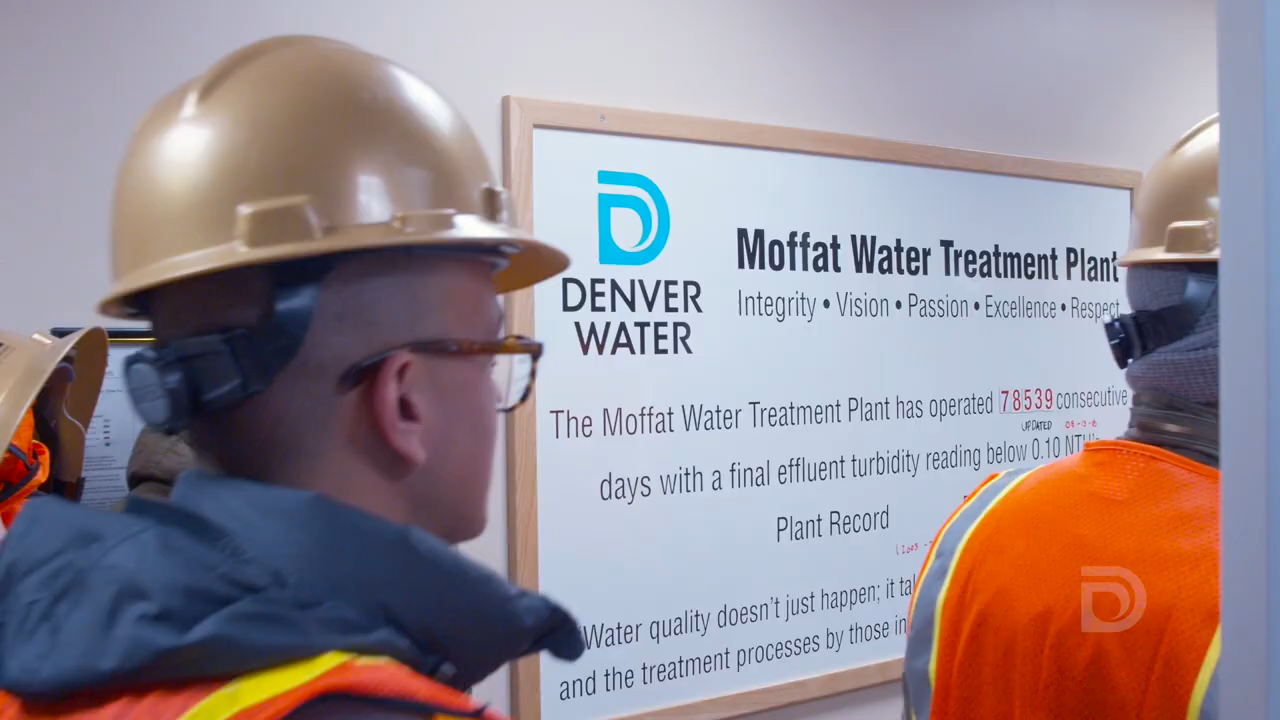 DENVER
WATER
Moffat Water Treatment Plant
Integrity • Vision • Passion • Excellence • Respect
The Moffat Water Treatment Plant has operated 78539 consecutive
UPDATED
days with a final effluent turbidity reading below 0.10
Plant Record
Water quality doesn't just happen; it
and the treatment processes by those in